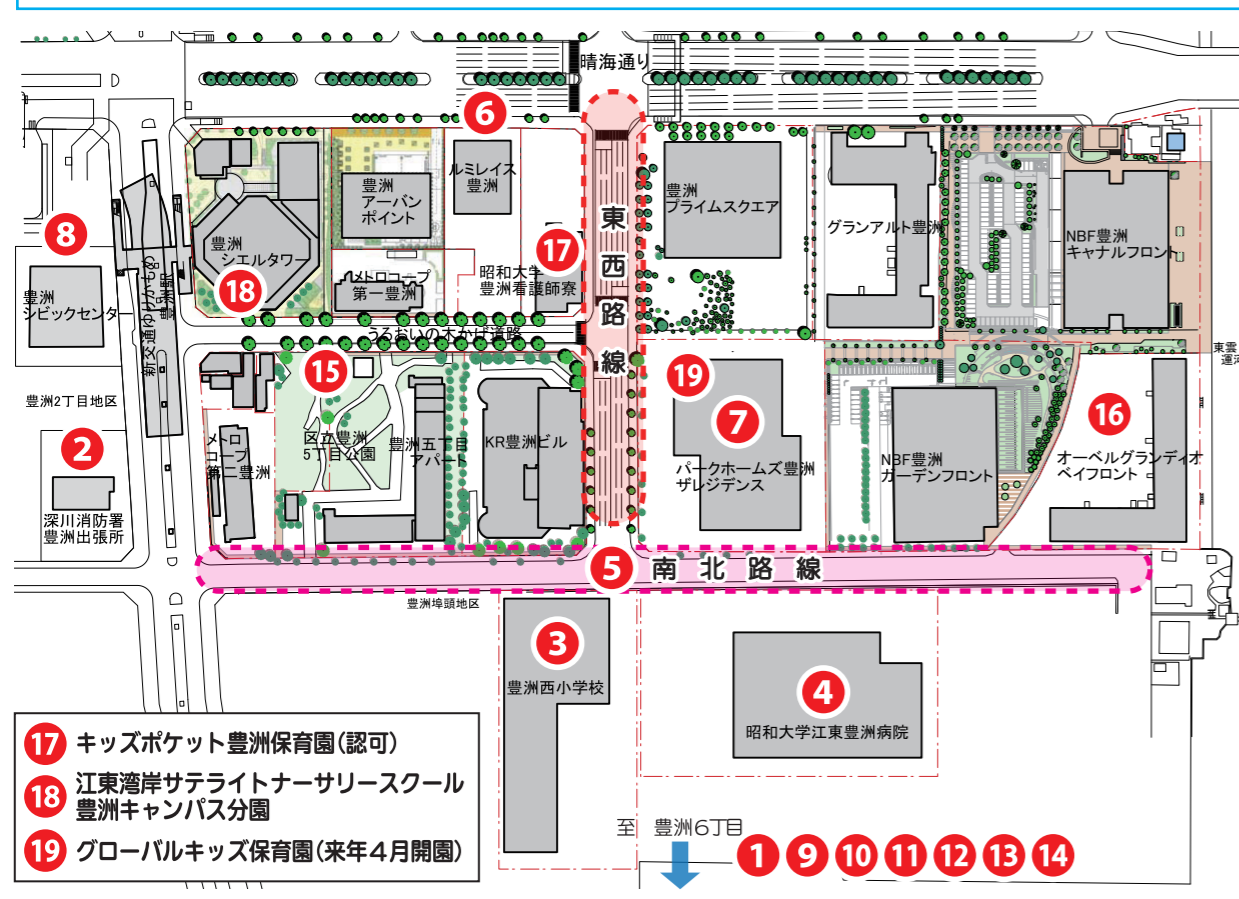 晴海通り
6
豊洲
アーバン
ポイント
ルミレイス
豊洲
豊洲
プライムスクエア
グランアルト豊洲
NBF豊洲
キャナルフロント
東西路線
8
豊洲
シビックセンタ
新交通ゆりかもめ
豊洲駅
豊洲
シエルタワー
18
メトロコープ
第一豊洲
17
昭和大学
豊洲看護師寮
うるおいの木かげ道路
東雲
運河
豊洲2丁目地区
2
深川消防署
豊洲出張所
メトロ
コープ
第二豊洲
15
区立豊洲
5丁目公園
豊洲五丁目
アパート
KR豊洲ビル
19
7
パークホームズ豊洲
ザレジデンス
NBF豊洲
ガーデンフロント
16
オーベルグランディオ
ベイフロント
5 南北路線
豊洲埠頭地区
3
豊洲西小学校
4
昭和大学江東豊洲病院
17 キッズポケット豊洲保育園(認可)
18 江東湾岸サテライトナーサリースクール
豊洲キャンパス分園
19 グローバルキッズ保育園(来年4月開園)
至 豊洲6丁目
1 9 10 11 12 13 14